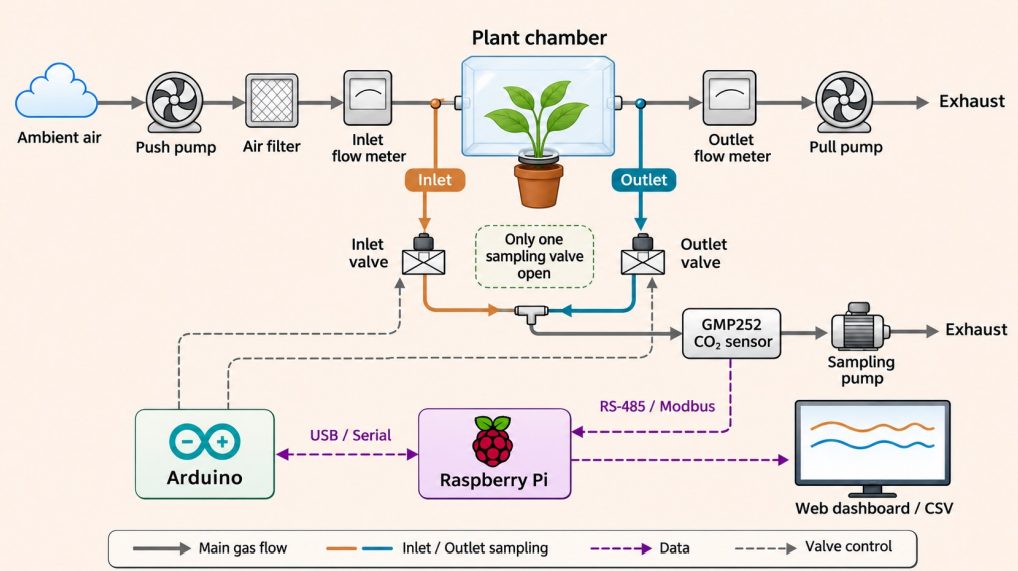 Plant chamber
Ambient air
Push pump
Air filter
Inlet
flow meter
Outlet
flow meter
Pull pump
Exhaust
Inlet
Outlet
Inlet
valve
Only one
sampling valve
open
Outlet
valve
GMP252
CO₂ sensor
Sampling
pump
Exhaust
RS-485 / Modbus
USB / Serial
Arduino
Raspberry Pi
Web dashboard / CSV
Main gas flow
Inlet / Outlet sampling
Data
Valve control